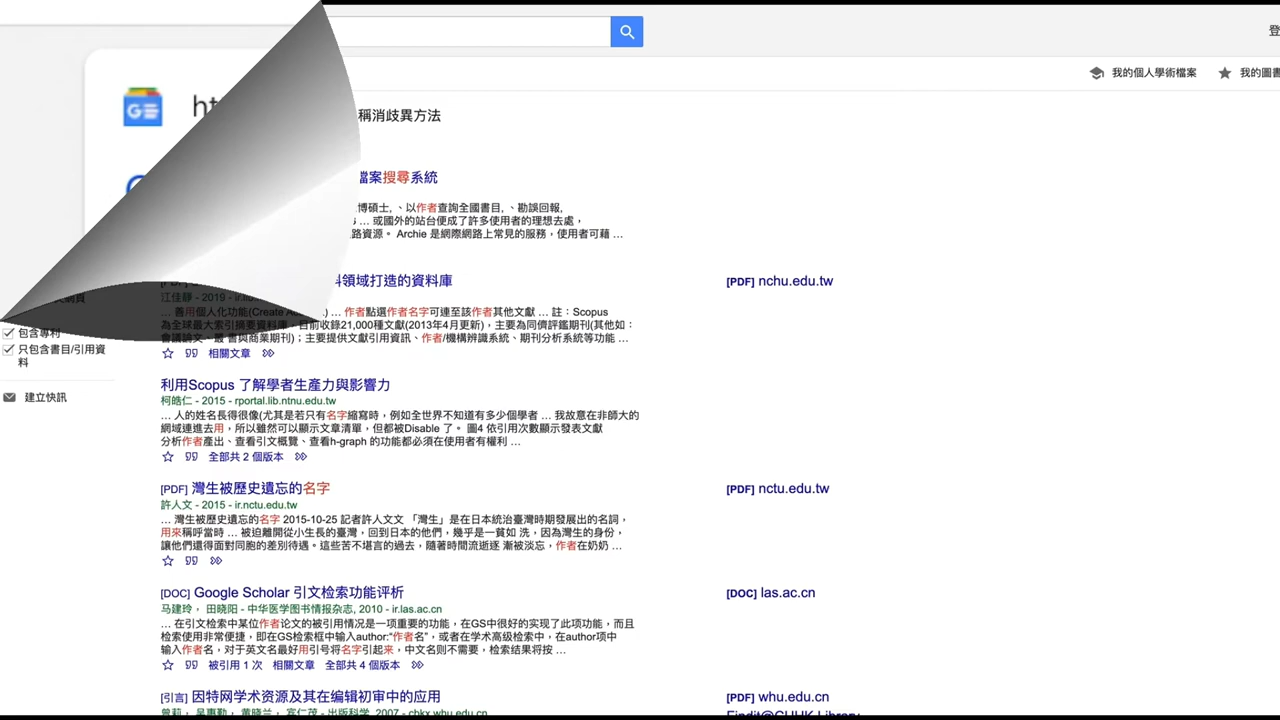 登
我的個人學術檔案
我的圖書
ht
稱消歧異方法
檔案搜尋系統
博碩士, 、以作者查詢全國書目, 、勘誤回報,
… 或國外的站台便成了許多使用者的理想去處，
路資源。 Archie 是網際網路上常見的服務，使用者可藉 …
料領域打造的資料庫
[PDF] nchu.edu.tw
江佳靜 - 2019
… 善用個人化功能(Create … 作者點選作者名字可連至該作者其他文獻 … 註：Scopus
為全球最大索引摘要資料庫，目前收錄21,000種文獻(2013年4月更新)，主要為同儕評鑑期刊(其他如：
會議論文、叢 書與商業期刊)；主要提供文獻引用資訊、作者/機構辨識系統、期刊分析系統等功能 …
相關文章
包含專利
只包含書目/引用資
料
建立快訊
利用Scopus 了解學者生產力與影響力
柯皓仁 - 2015 - rportal.lib.ntnu.edu.tw
… 人的姓名長得很像(尤其是若只有名字縮寫時，例如全世界不知道有多少個學者 … 我故意在非師大的
網域連進去用，所以雖然可以顯示文章清單，但都被Disable 了。 圖4 依引用次數顯示發表文獻
分析作者產出、查看引文概覽、查看h-graph 的功能都必須在使用者有權利 …
全部共 2 個版本
[PDF] 灣生被歷史遺忘的名字
[PDF] nctu.edu.tw
許人文 - 2015 - ir.nctu.edu.tw
… 灣生被歷史遺忘的名字 2015-10-25 記者許人文文 「灣生」是在日本統治臺灣時期發展出的名詞，
用來稱呼當時 … 被迫離開從小生長的臺灣，回到日本的他們，幾乎是一貧如 洗，因為灣生的身份，
讓他們還得面對同胞的差別待遇。這些苦不堪言的過去，隨著時間流逝逐 漸被淡忘，作者在奶奶 …
[DOC] Google Scholar 引文检索功能评析
[DOC] las.ac.cn
马建玲， 田晓阳 - 中华医学图书情报杂志, 2010 - ir.las.ac.cn
… 在引文检索中某位作者论文的被引用情况是一项重要的功能，在GS中很好的实现了此项功能，而且
检索使用非常便捷，即在GS检索框中输入author:“作者名”，或者在学术高级检索中，在author项中
输入作者名，对于英文名最好用引号将名字引起来，中文名则不需要，检索结果将按 …
被引用 1 次 相關文章 全部共 4 個版本
[引言] 因特网学术资源及其在编辑初审中的应用
[PDF] whu.edu.cn
曾莉， 吴惠勤， 黄晓兰， 宾仁茂 - 出版科学, 2007 - cbkx.whu.edu.cn
Findit@CUHK Library